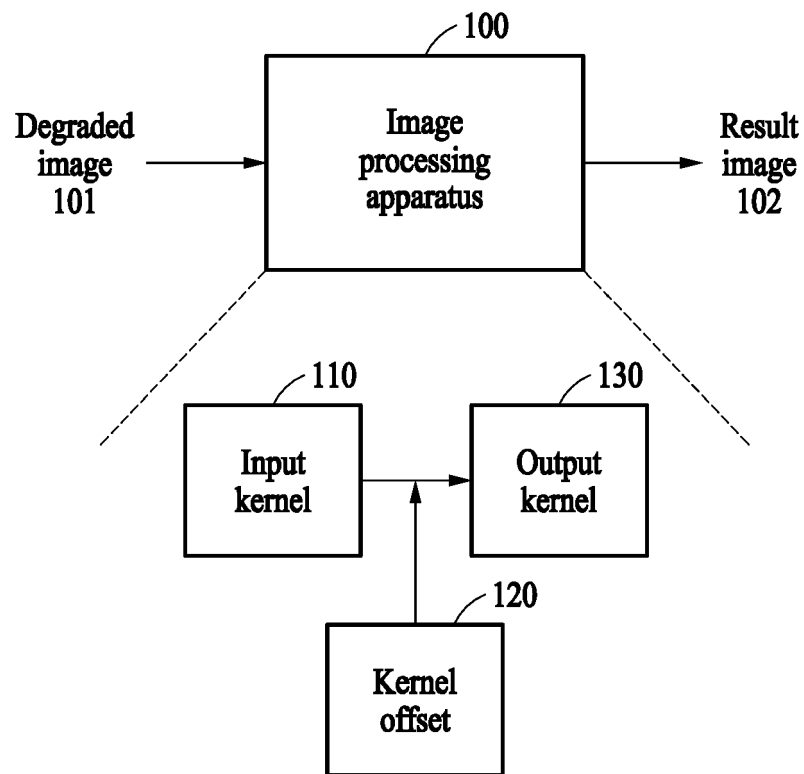 100
Degraded
image
101
Image
processing
apparatus
Result
image
102
110
Input
kernel
130
Output
kernel
120
Kernel
offset